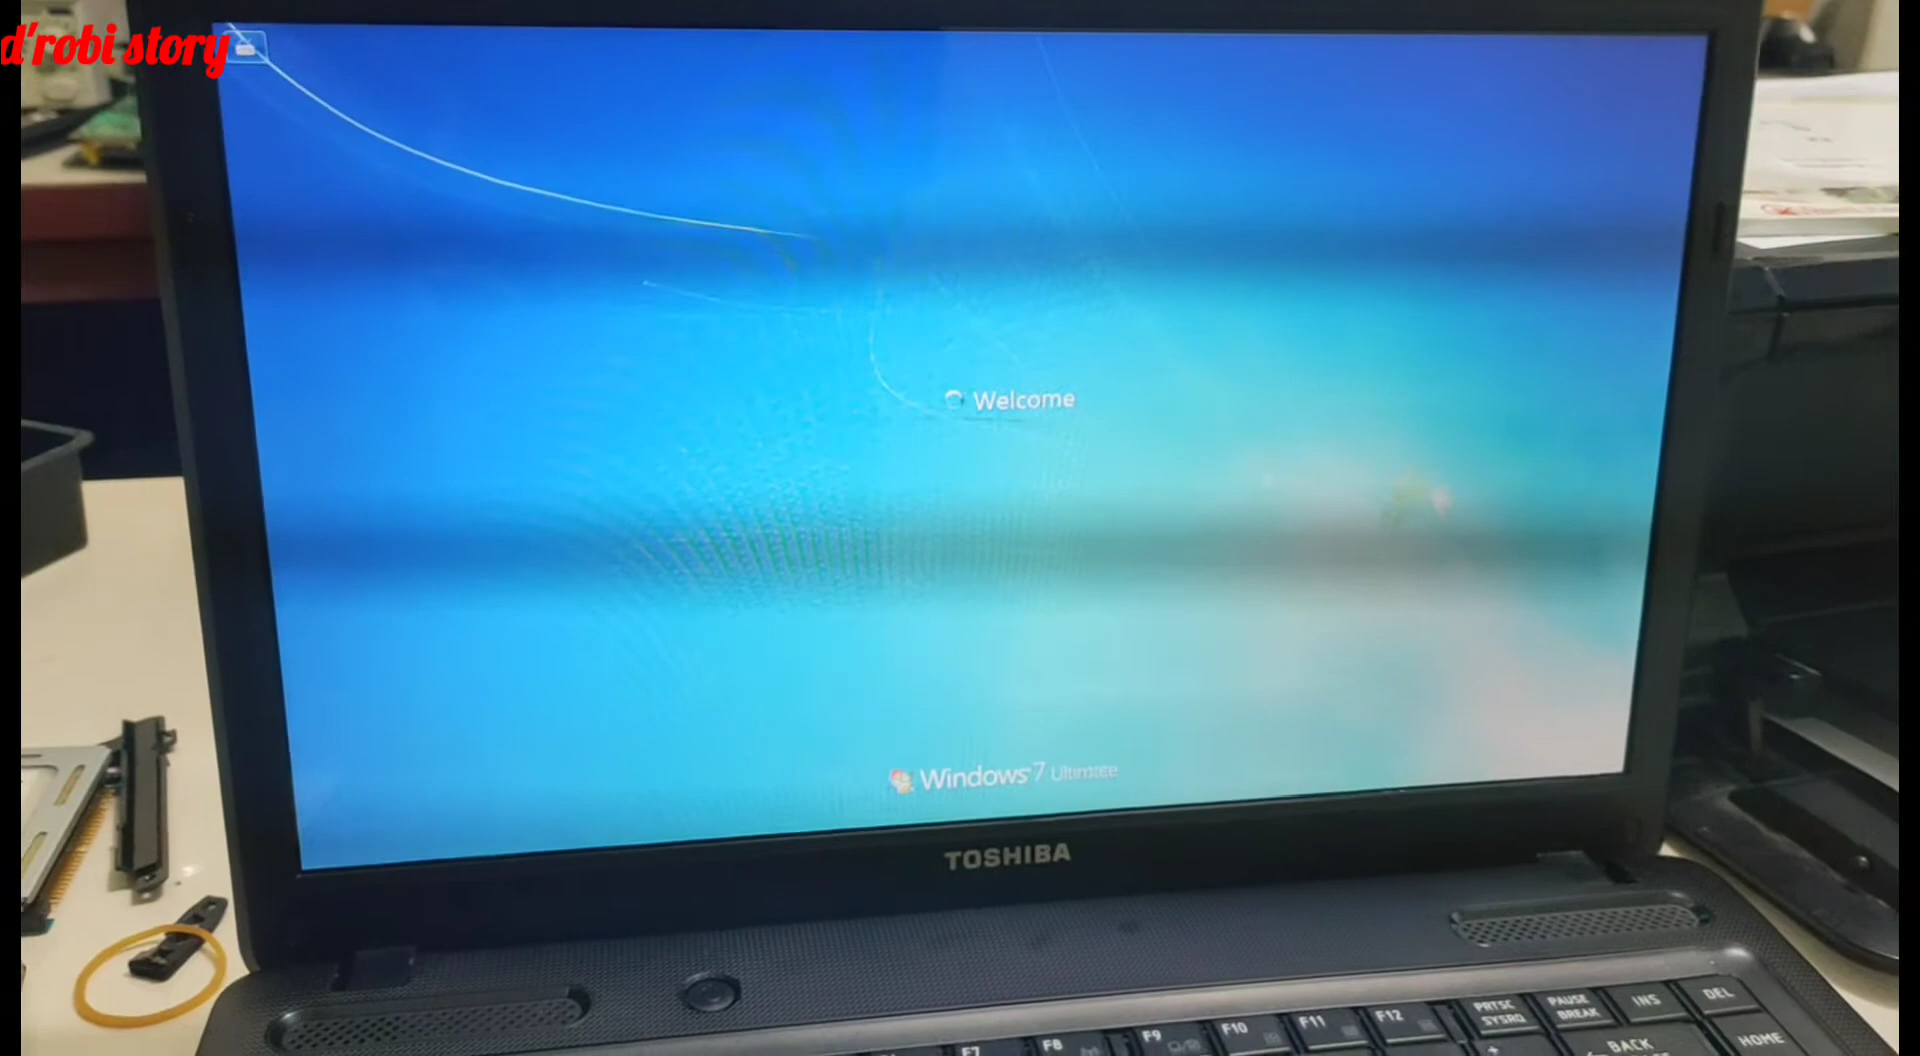 d'robi story
Welcome
Windows 7 Ultimate
TOSHIBA
F7
F8
F9
F10
F11
F12
PRTSC
SYSRQ
PAUSE
BREAK
INS
DEL
BACK
HOME